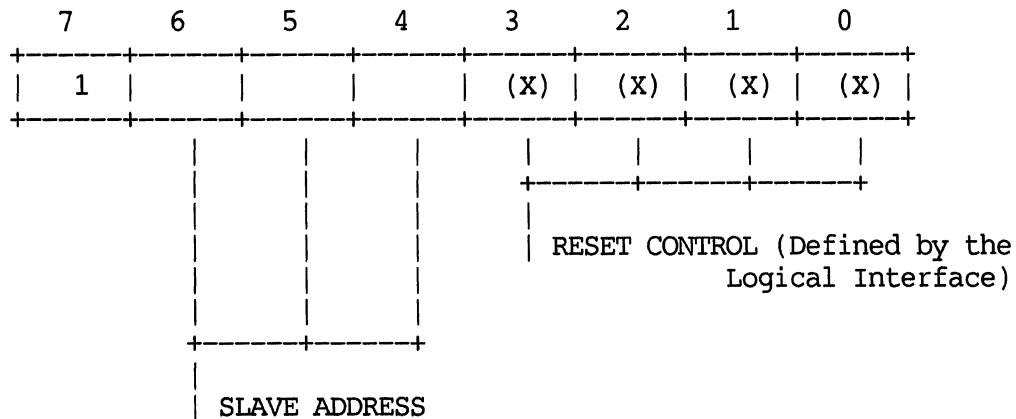 7 6 5 4 3 2 1 0
1 (X) (X) (X) (X)
RESET CONTROL (Defined by the
Logical Interface)
SLAVE ADDRESS